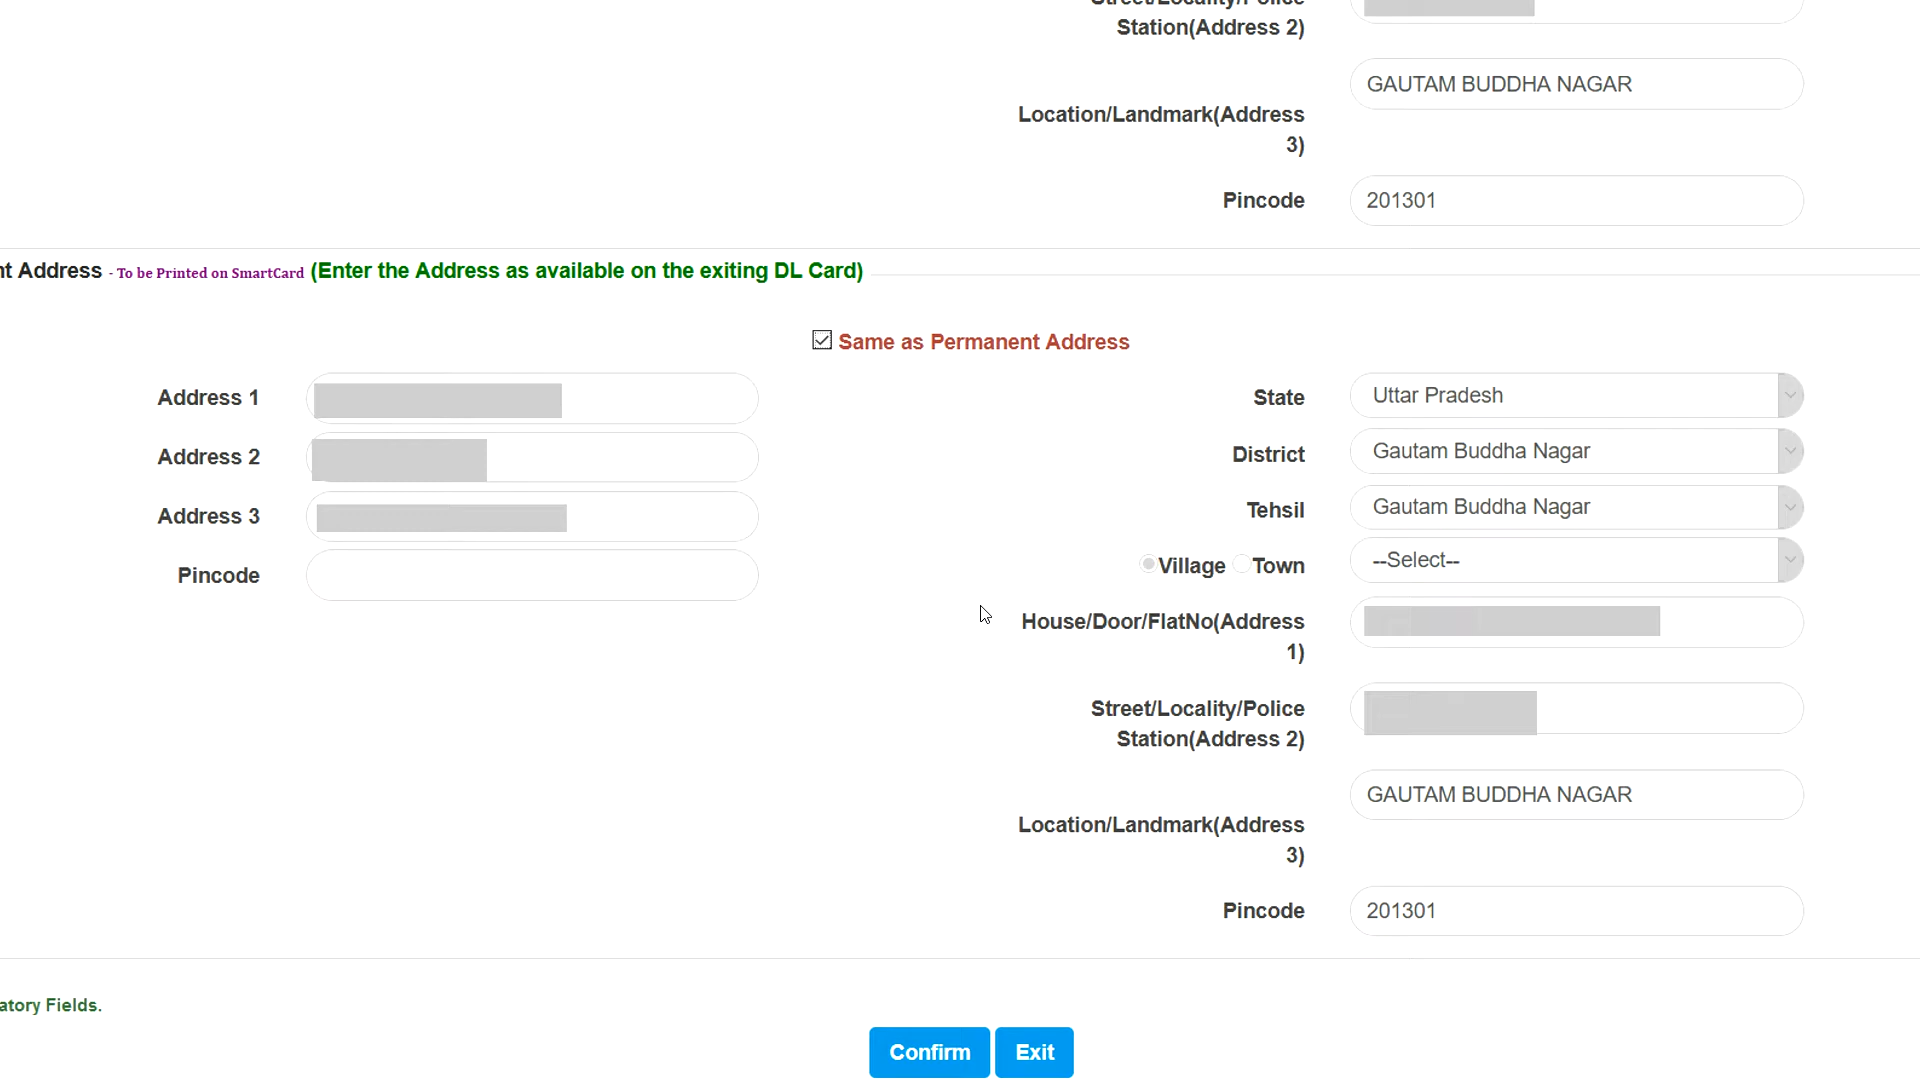 Street/Locality/Police
Station(Address 2)
GAUTAM BUDDHA NAGAR
Location/Landmark(Address
3)
Pincode
201301
nt Address - To be Printed on SmartCard (Enter the Address as available on the exiting DL Card)
Same as Permanent Address
Address 1
State
Uttar Pradesh
Address 2
District
Gautam Buddha Nagar
Address 3
Tehsil
Gautam Buddha Nagar
Pincode
Village Town
--Select--
House/Door/FlatNo(Address
1)
Street/Locality/Police
Station(Address 2)
GAUTAM BUDDHA NAGAR
Location/Landmark(Address
3)
Pincode
201301
atory Fields.
Confirm
Exit